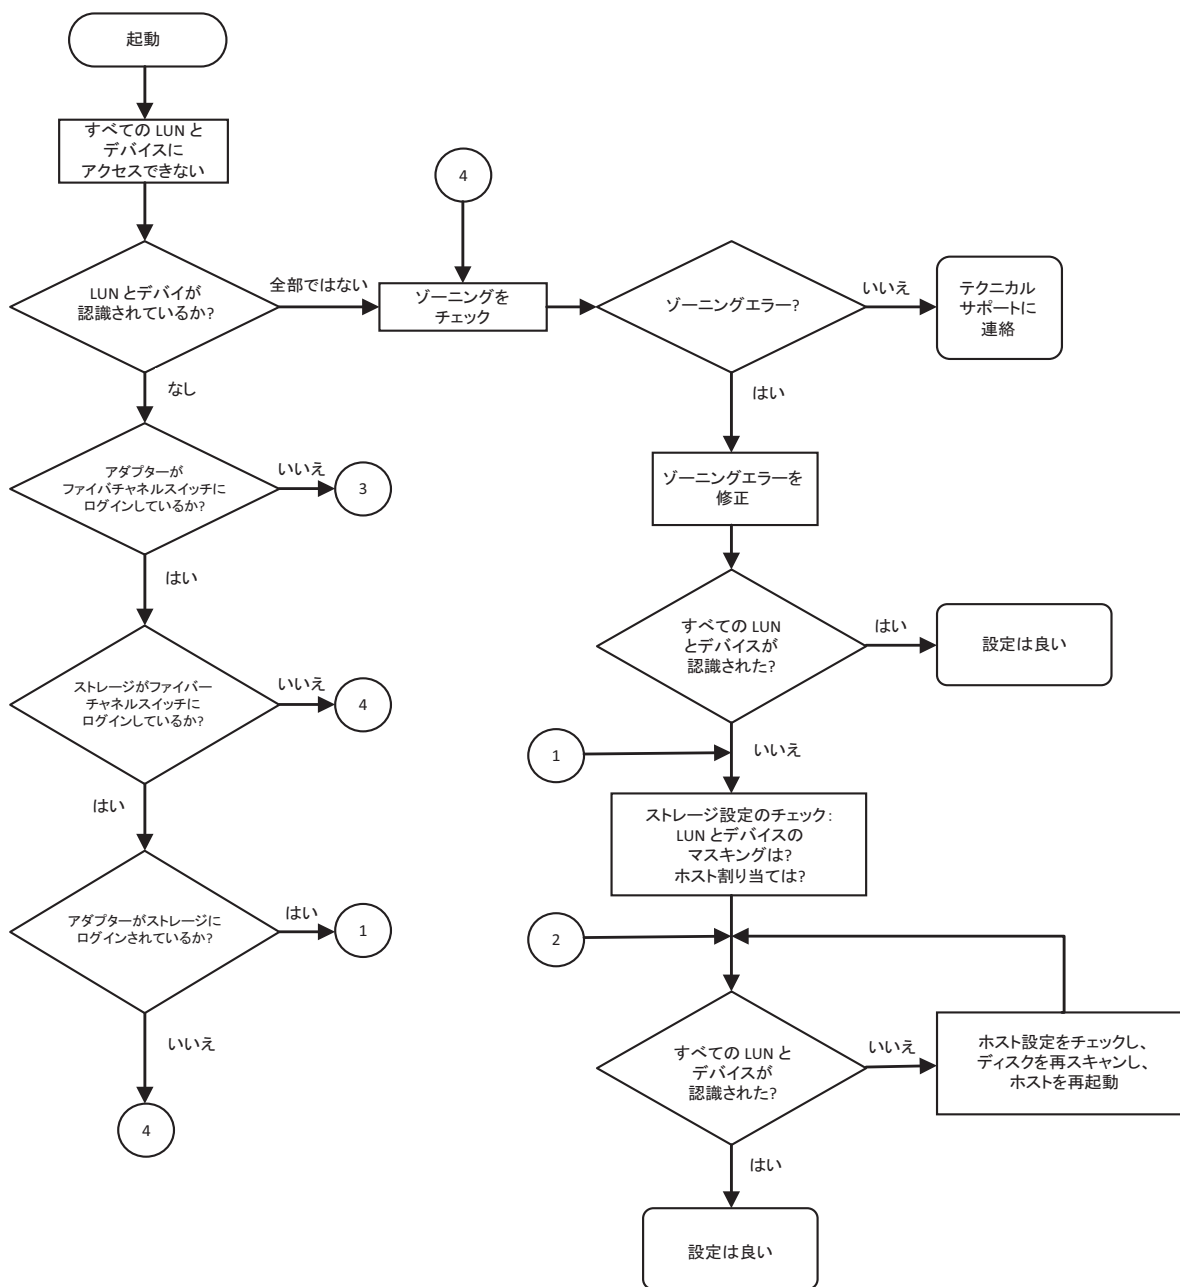 起動
すべての LUN と
デバイスに
アクセスできない
4
LUN とデバイが
認識されているか?
全部ではない
ゾーニングを
チェック
ゾーニングエラー?
いいえ
テクニカル
サポートに
連絡
なし
はい
アダプターが
ファイバチャネルスイッチに
ログインしているか?
いいえ
3
ゾーニングエラーを
修正
はい
すべての LUN
とデバイスが
認識された?
はい
設定は良い
ストレージがファイバー
チャネルスイッチに
ログインしているか?
いいえ
4
1
いいえ
はい
ストレージ設定のチェック:
LUN とデバイスの
マスキングは?
ホスト割り当ては?
アダプターがストレージに
ログインされているか?
はい
1
2
いいえ
4
すべての LUN と
デバイスが
認識された?
いいえ
ホスト設定をチェックし、
ディスクを再スキャンし、
ホストを再起動
はい
設定は良い